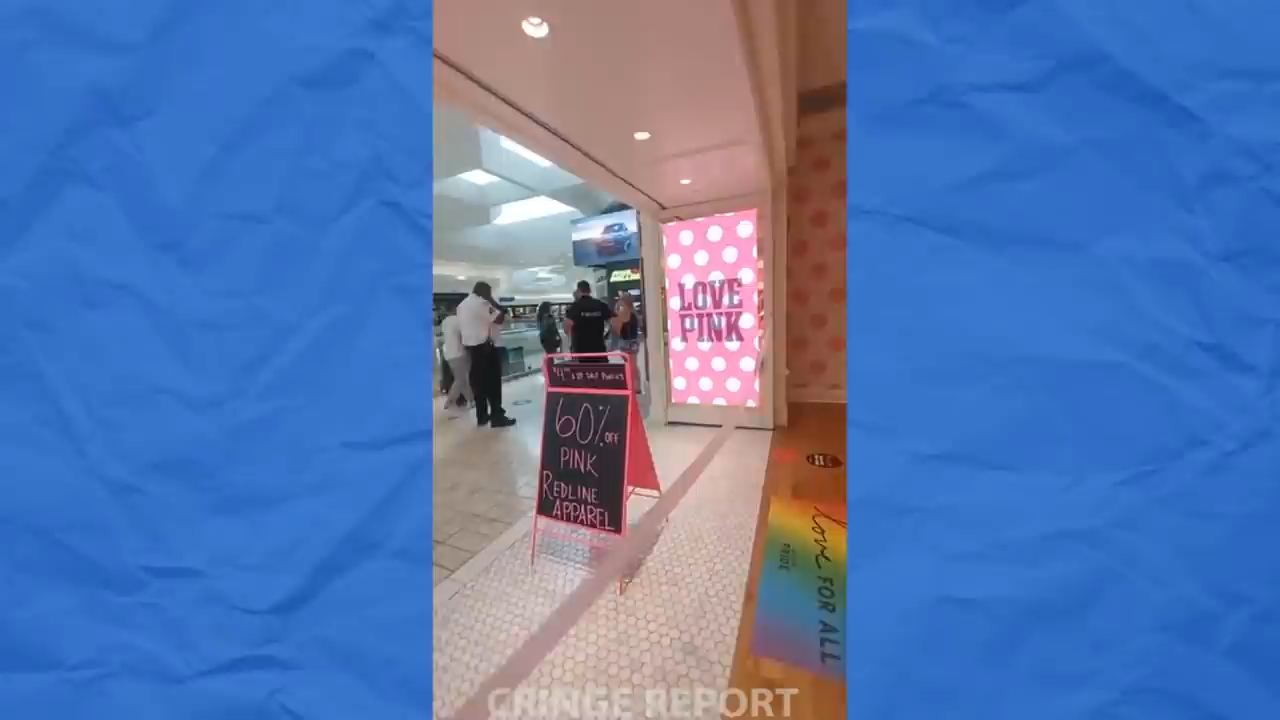 LOVE
PINK
60% OFF
PINK
REDLINE
APPAREL
love FOR ALL
PRIDE
CRINGE REPORT